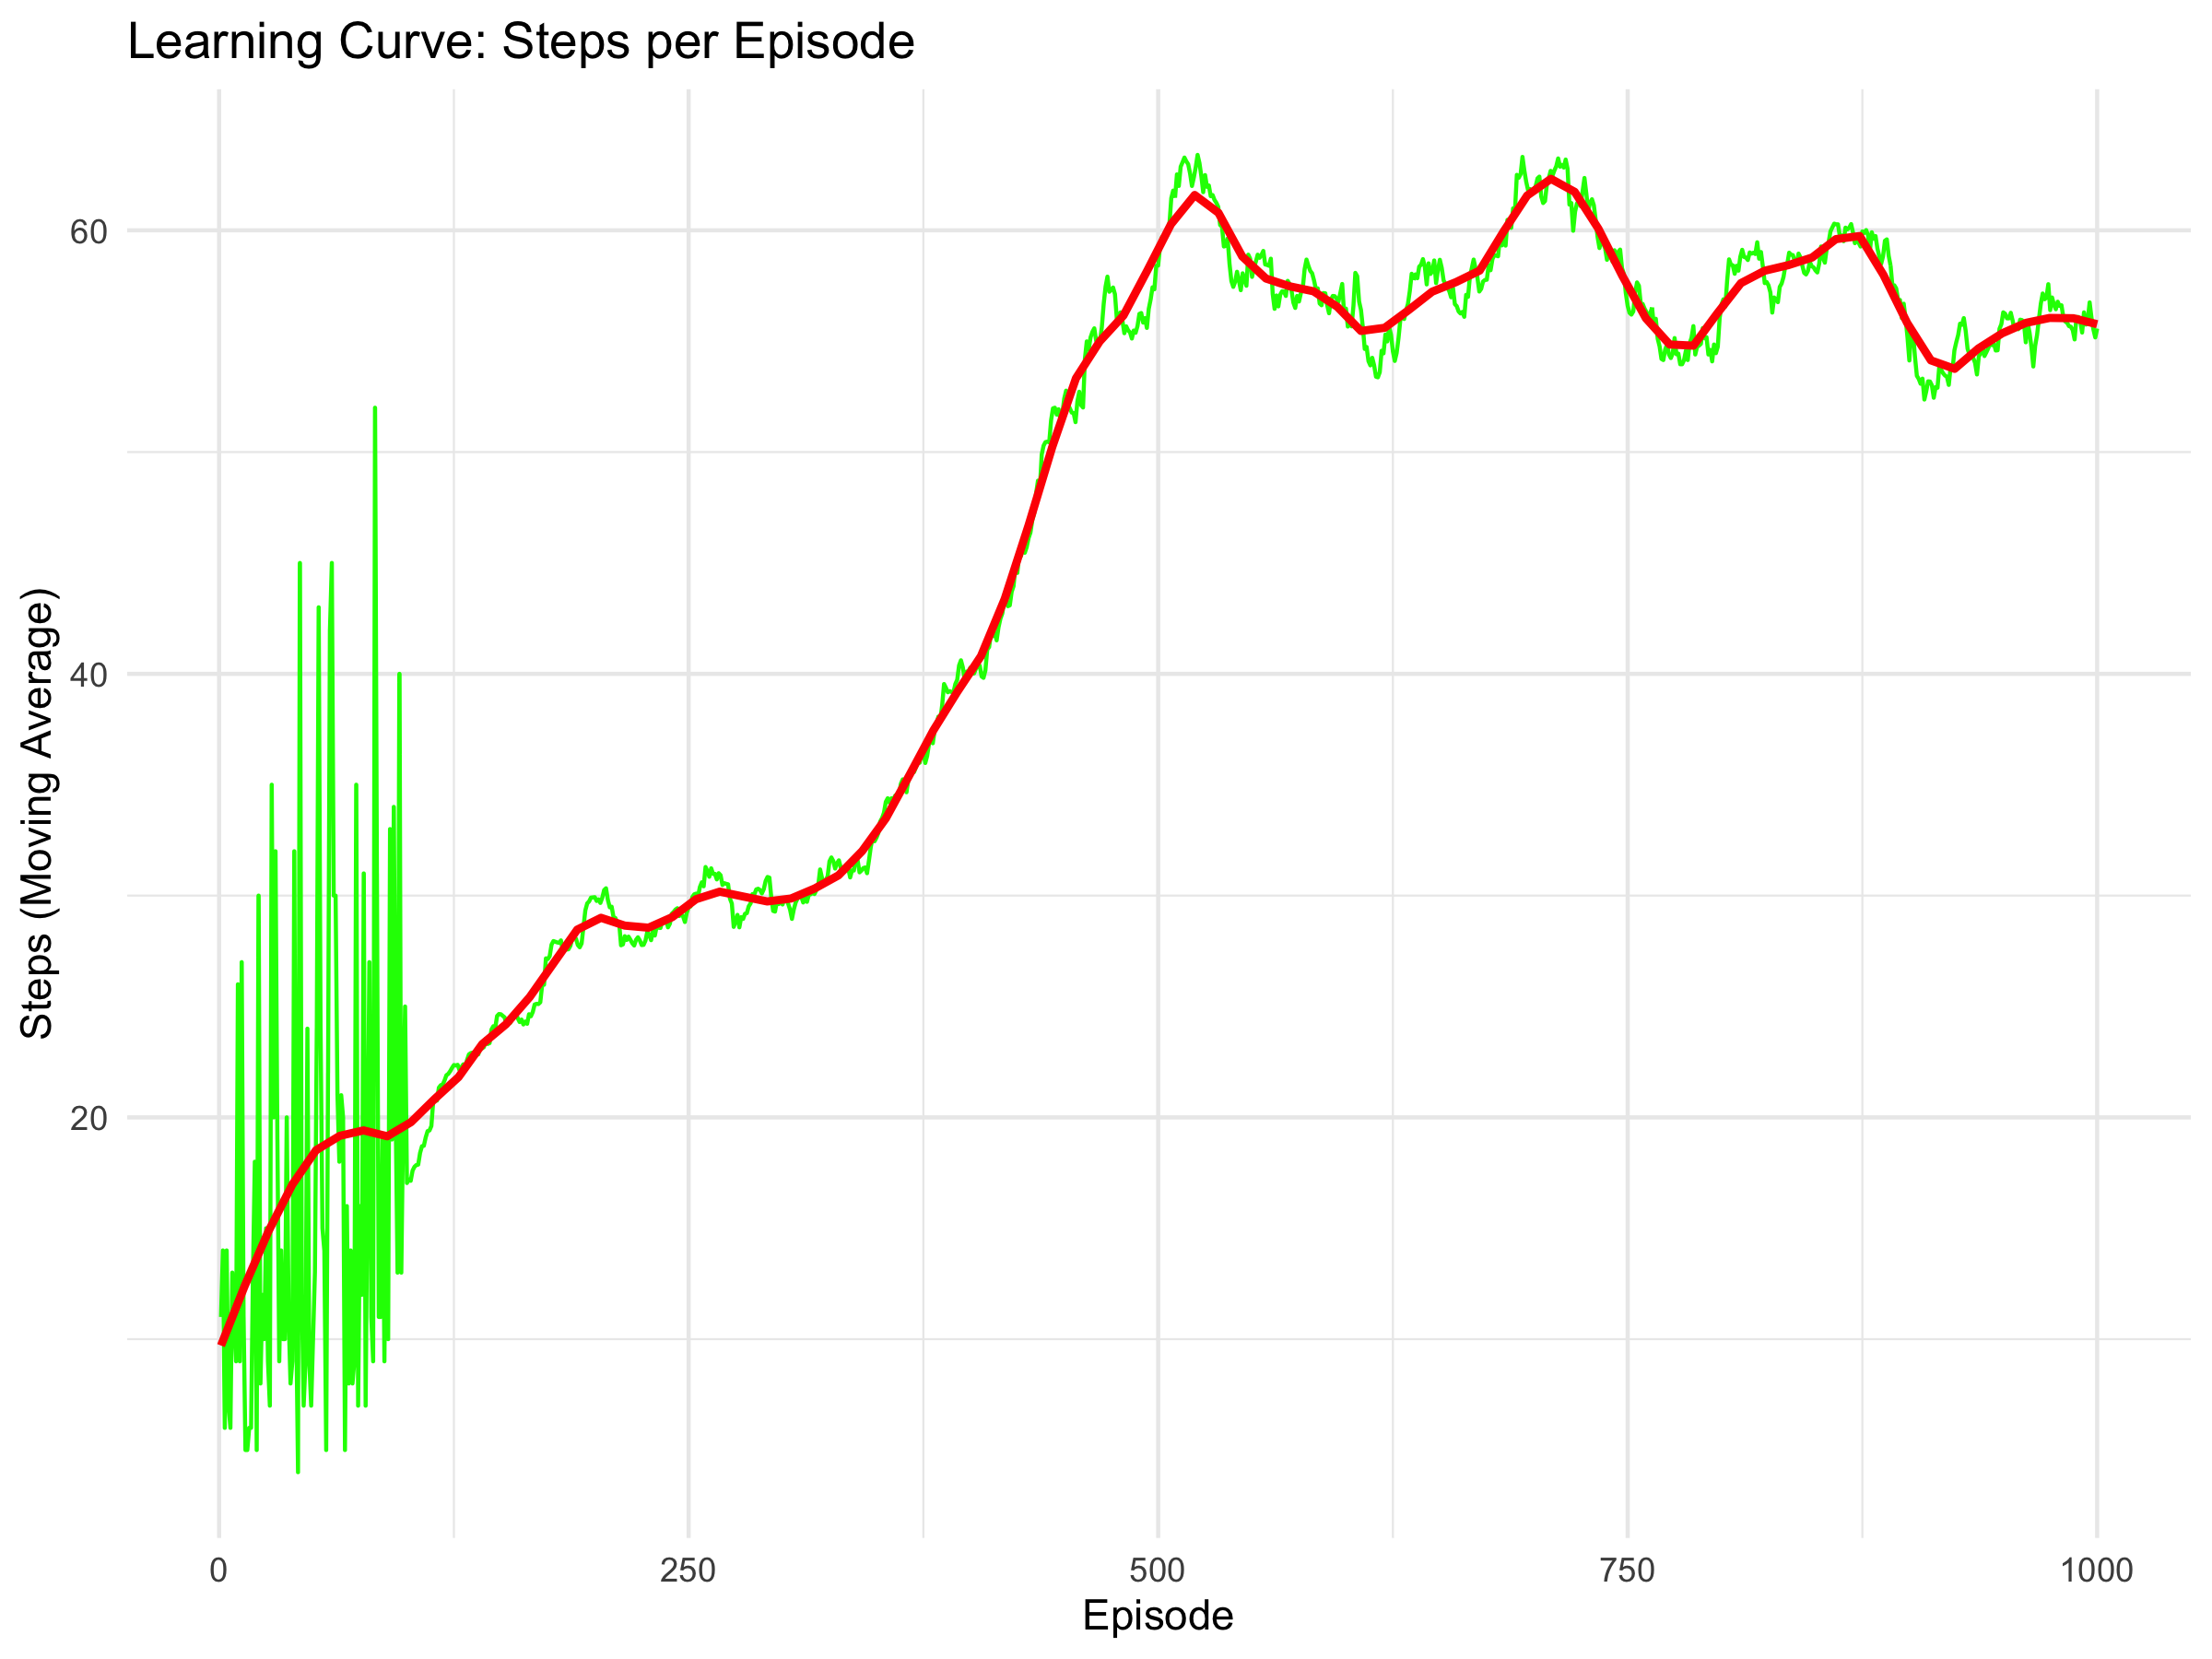 Learning Curve: Steps per Episode
Steps (Moving Average)
60
40
20
0 250 500 750 1000
Episode